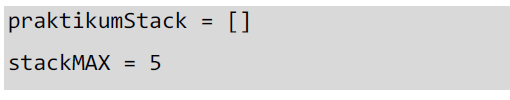 praktikumStack = []
stackMAX = 5